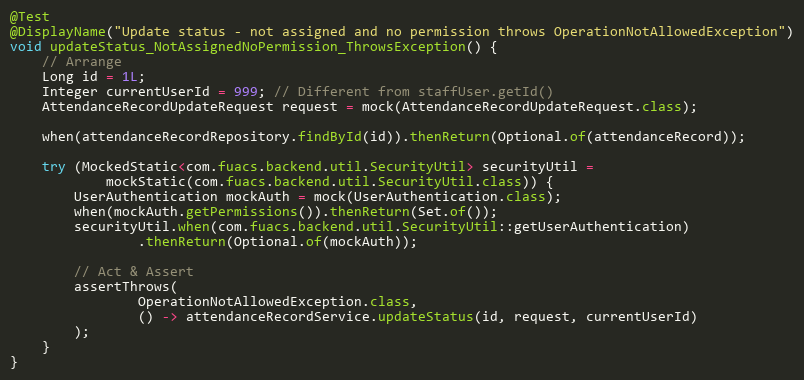 @Test
@DisplayName("Update status - not assigned and no permission throws OperationNotAllowedException")
void updateStatus_NotAssignedNoPermission_ThrowsException() {
    // Arrange
    Long id = 1L;
    Integer currentUserId = 999; // Different from staffUser.getId()
    AttendanceRecordUpdateRequest request = mock(AttendanceRecordUpdateRequest.class);

    when(attendanceRecordRepository.findById(id)).thenReturn(Optional.of(attendanceRecord));

    try (MockedStatic<com.fuacs.backend.util.SecurityUtil> securityUtil =
            mockStatic(com.fuacs.backend.util.SecurityUtil.class)) {
        UserAuthentication mockAuth = mock(UserAuthentication.class);
        when(mockAuth.getPermissions()).thenReturn(Set.of());
        securityUtil.when(com.fuacs.backend.util.SecurityUtil::getUserAuthentication)
                .thenReturn(Optional.of(mockAuth));

        // Act & Assert
        assertThrows(
                OperationNotAllowedException.class,
                () -> attendanceRecordService.updateStatus(id, request, currentUserId)
        );
    }
}